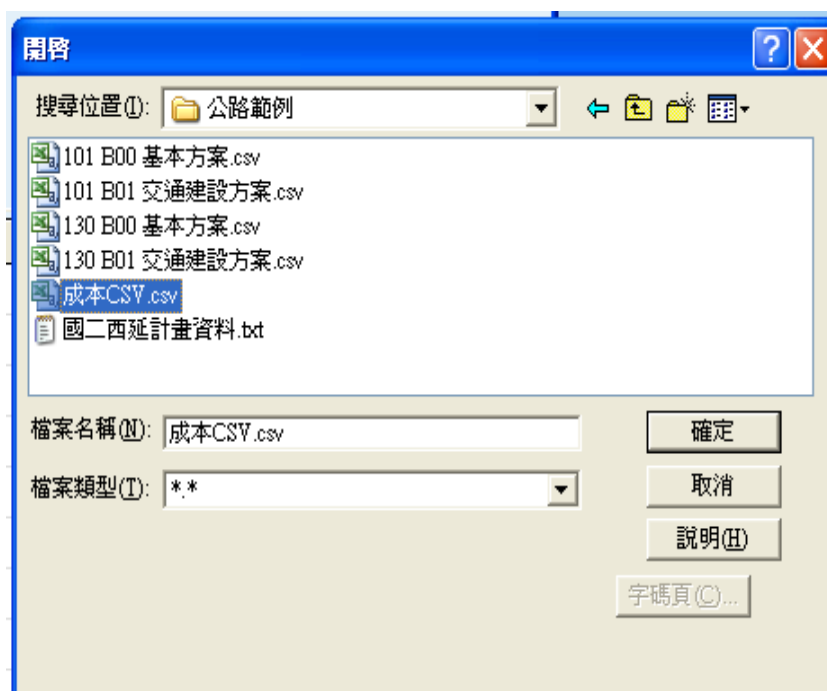 開啓
搜尋位置(I): 公路範例
101 B00 基本方案.csv
101 B01 交通建設方案.csv
130 B00 基本方案.csv
130 B01 交通建設方案.csv
成本CSV.csv
國二西延計畫資料.txt
檔案名稱(N): 成本CSV.csv 確定
檔案類型(T): *.* 取消
說明(H)
字碼頁(C)...